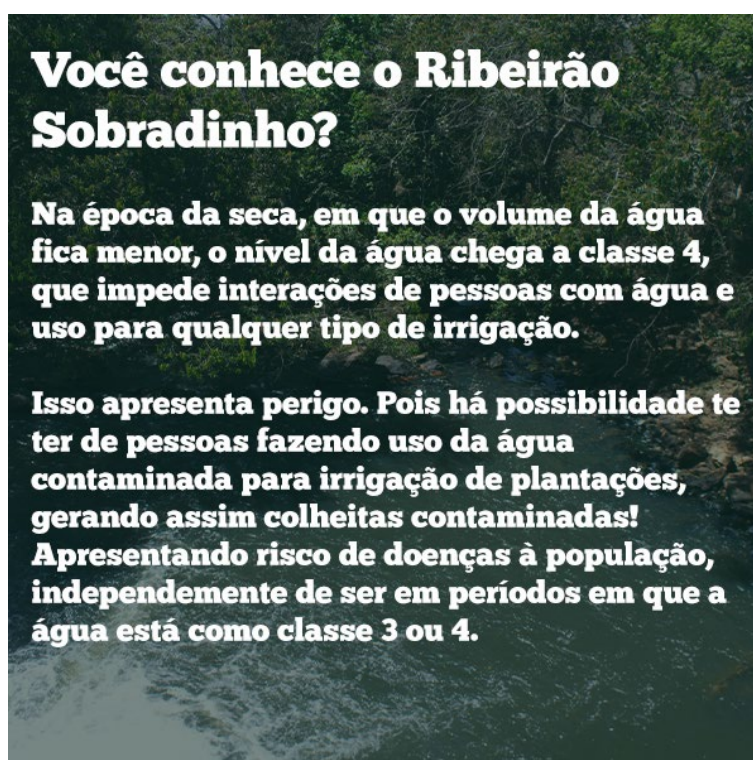 Você conhece o Ribeirão
Sobradinho?
Na época da seca, em que o volume da água
fica menor, o nível da água chega a classe 4,
que impede interações de pessoas com água e
uso para qualquer tipo de irrigação.
Isso apresenta perigo. Pois há possibilidade te
ter de pessoas fazendo uso da água
contaminada para irrigação de plantações,
gerando assim colheitas contaminadas!
Apresentando risco de doenças à população,
independemente de ser em períodos em que a
água está como classe 3 ou 4.